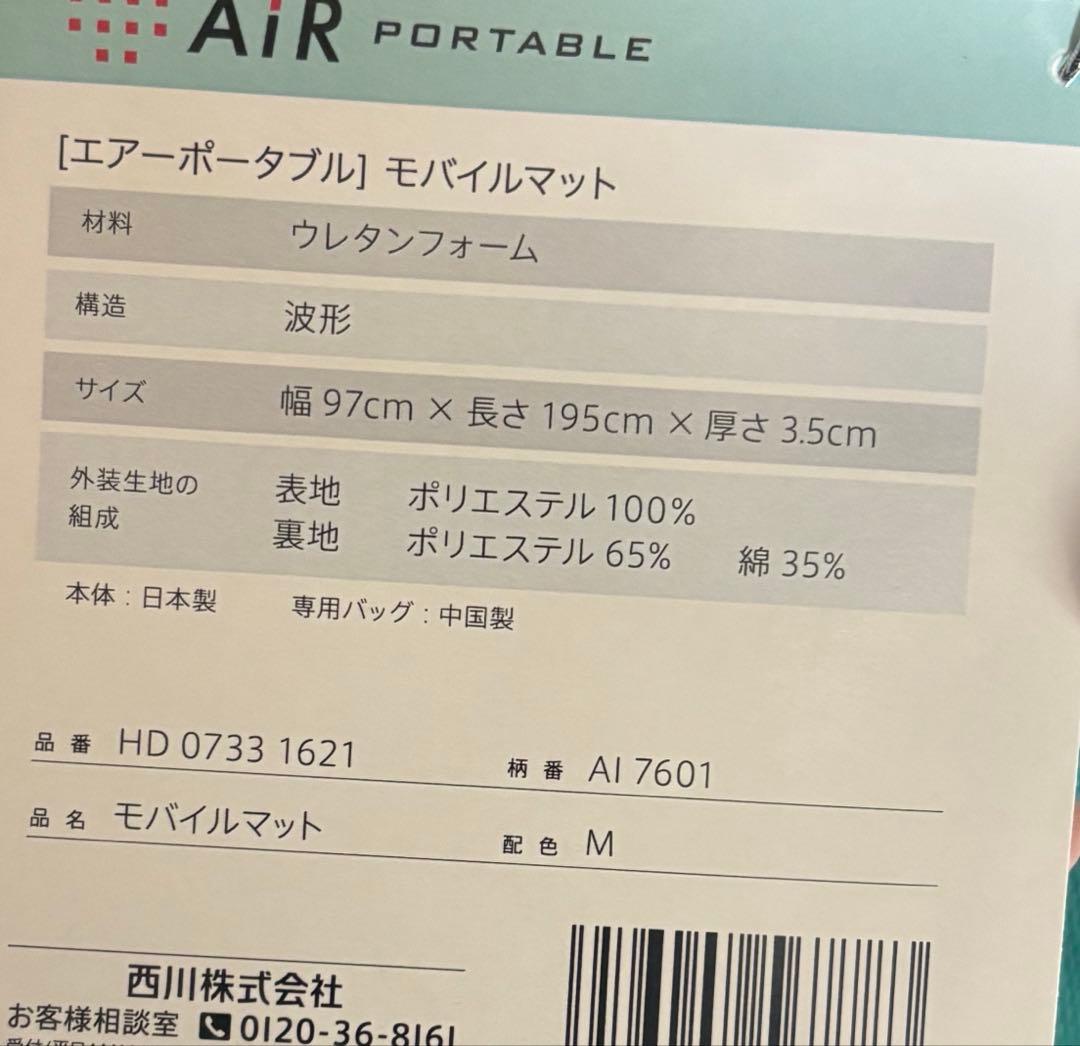 AiR PORTABLE
[エアーポータブル] モバイルマット
材料 ウレタンフォーム
構造 波形
サイズ 幅 97cm × 長さ 195cm × 厚さ 3.5cm
外装生地の組成 表地 ポリエステル 100%
裏地 ポリエステル 65% 綿 35%
本体：日本製 専用バッグ：中国製
品番 HD 0733 1621 柄番 AI 7601
品名 モバイルマット 配色 M
西川株式会社
お客様相談室 0120-36-8161